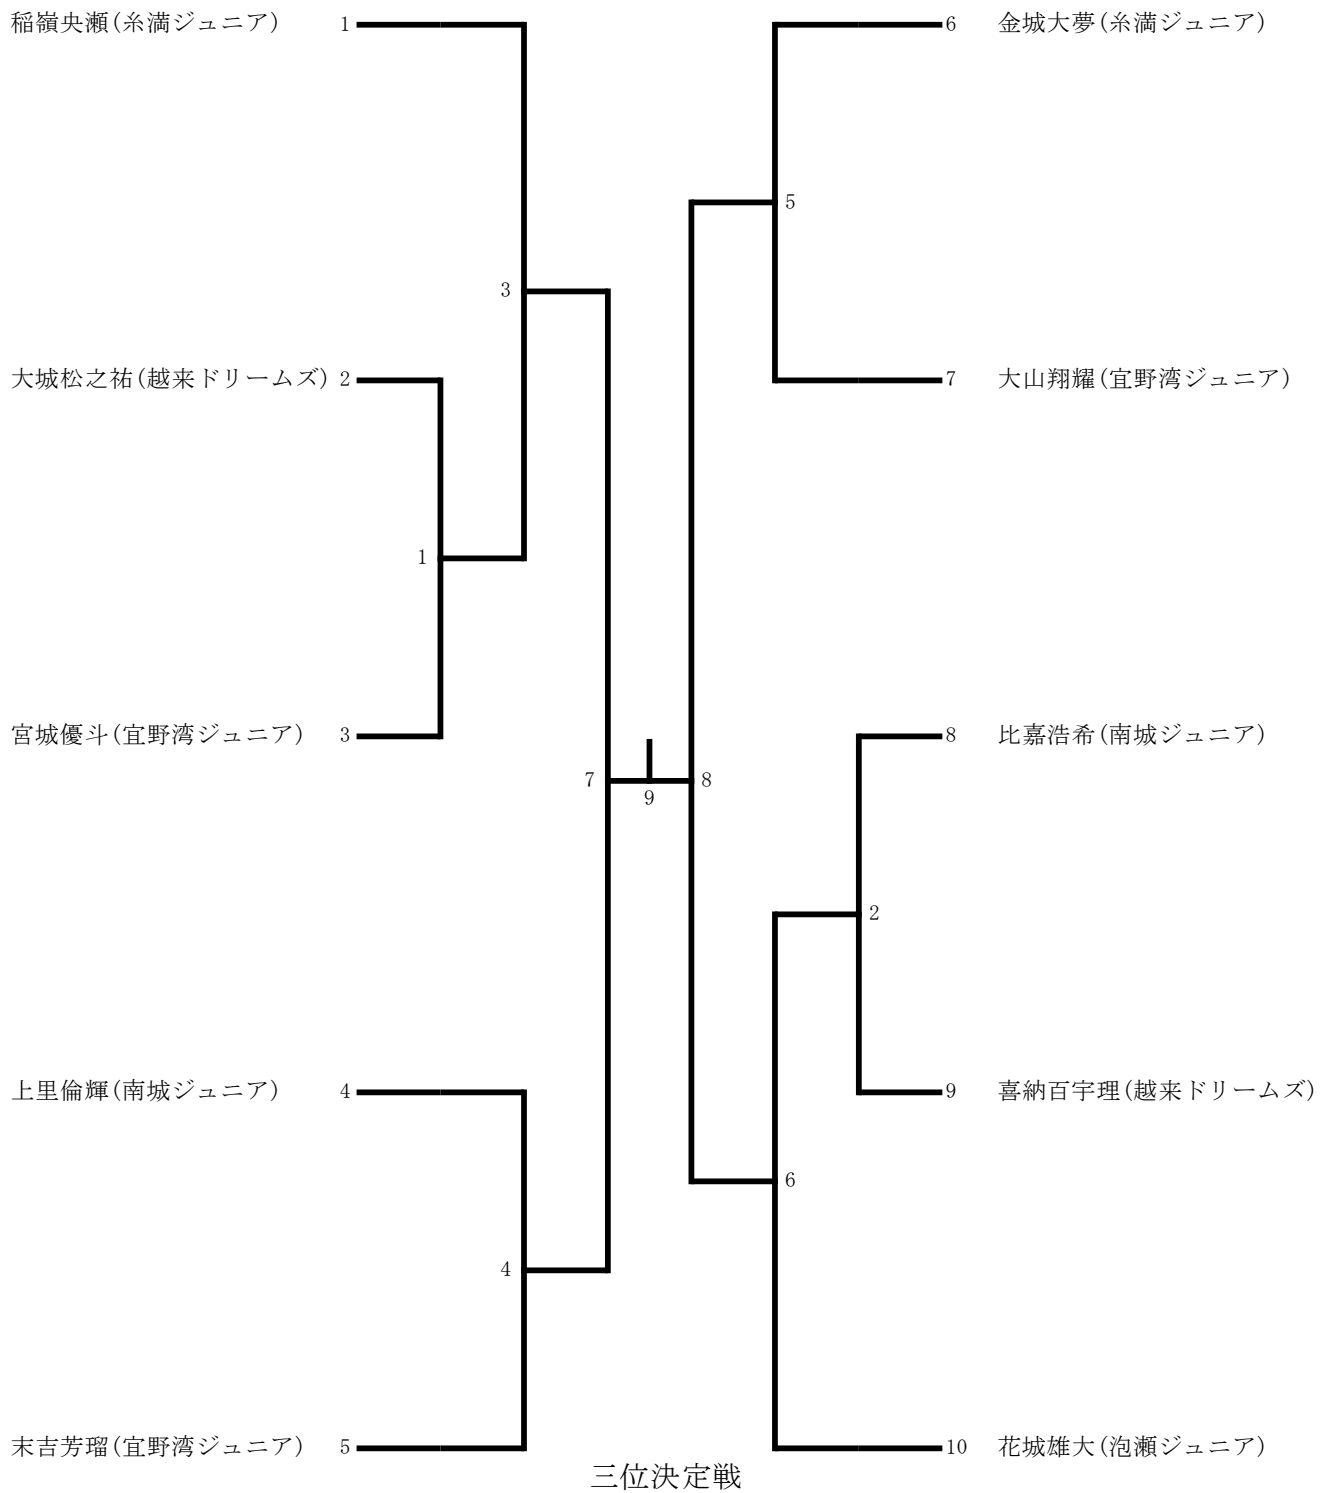 稲嶺央瀬(糸満ジュニア) 1
6 金城大夢(糸満ジュニア)
5
3
大城松之祐(越来ドリームズ) 2
7 大山翔耀(宜野湾ジュニア)
1
宮城優斗(宜野湾ジュニア) 3
8 比嘉浩希(南城ジュニア)
7
8
9
2
上里倫輝(南城ジュニア) 4
9 喜納百宇理(越来ドリームズ)
6
4
末吉芳瑠(宜野湾ジュニア) 5
10 花城雄大(泡瀬ジュニア)
三位決定戦